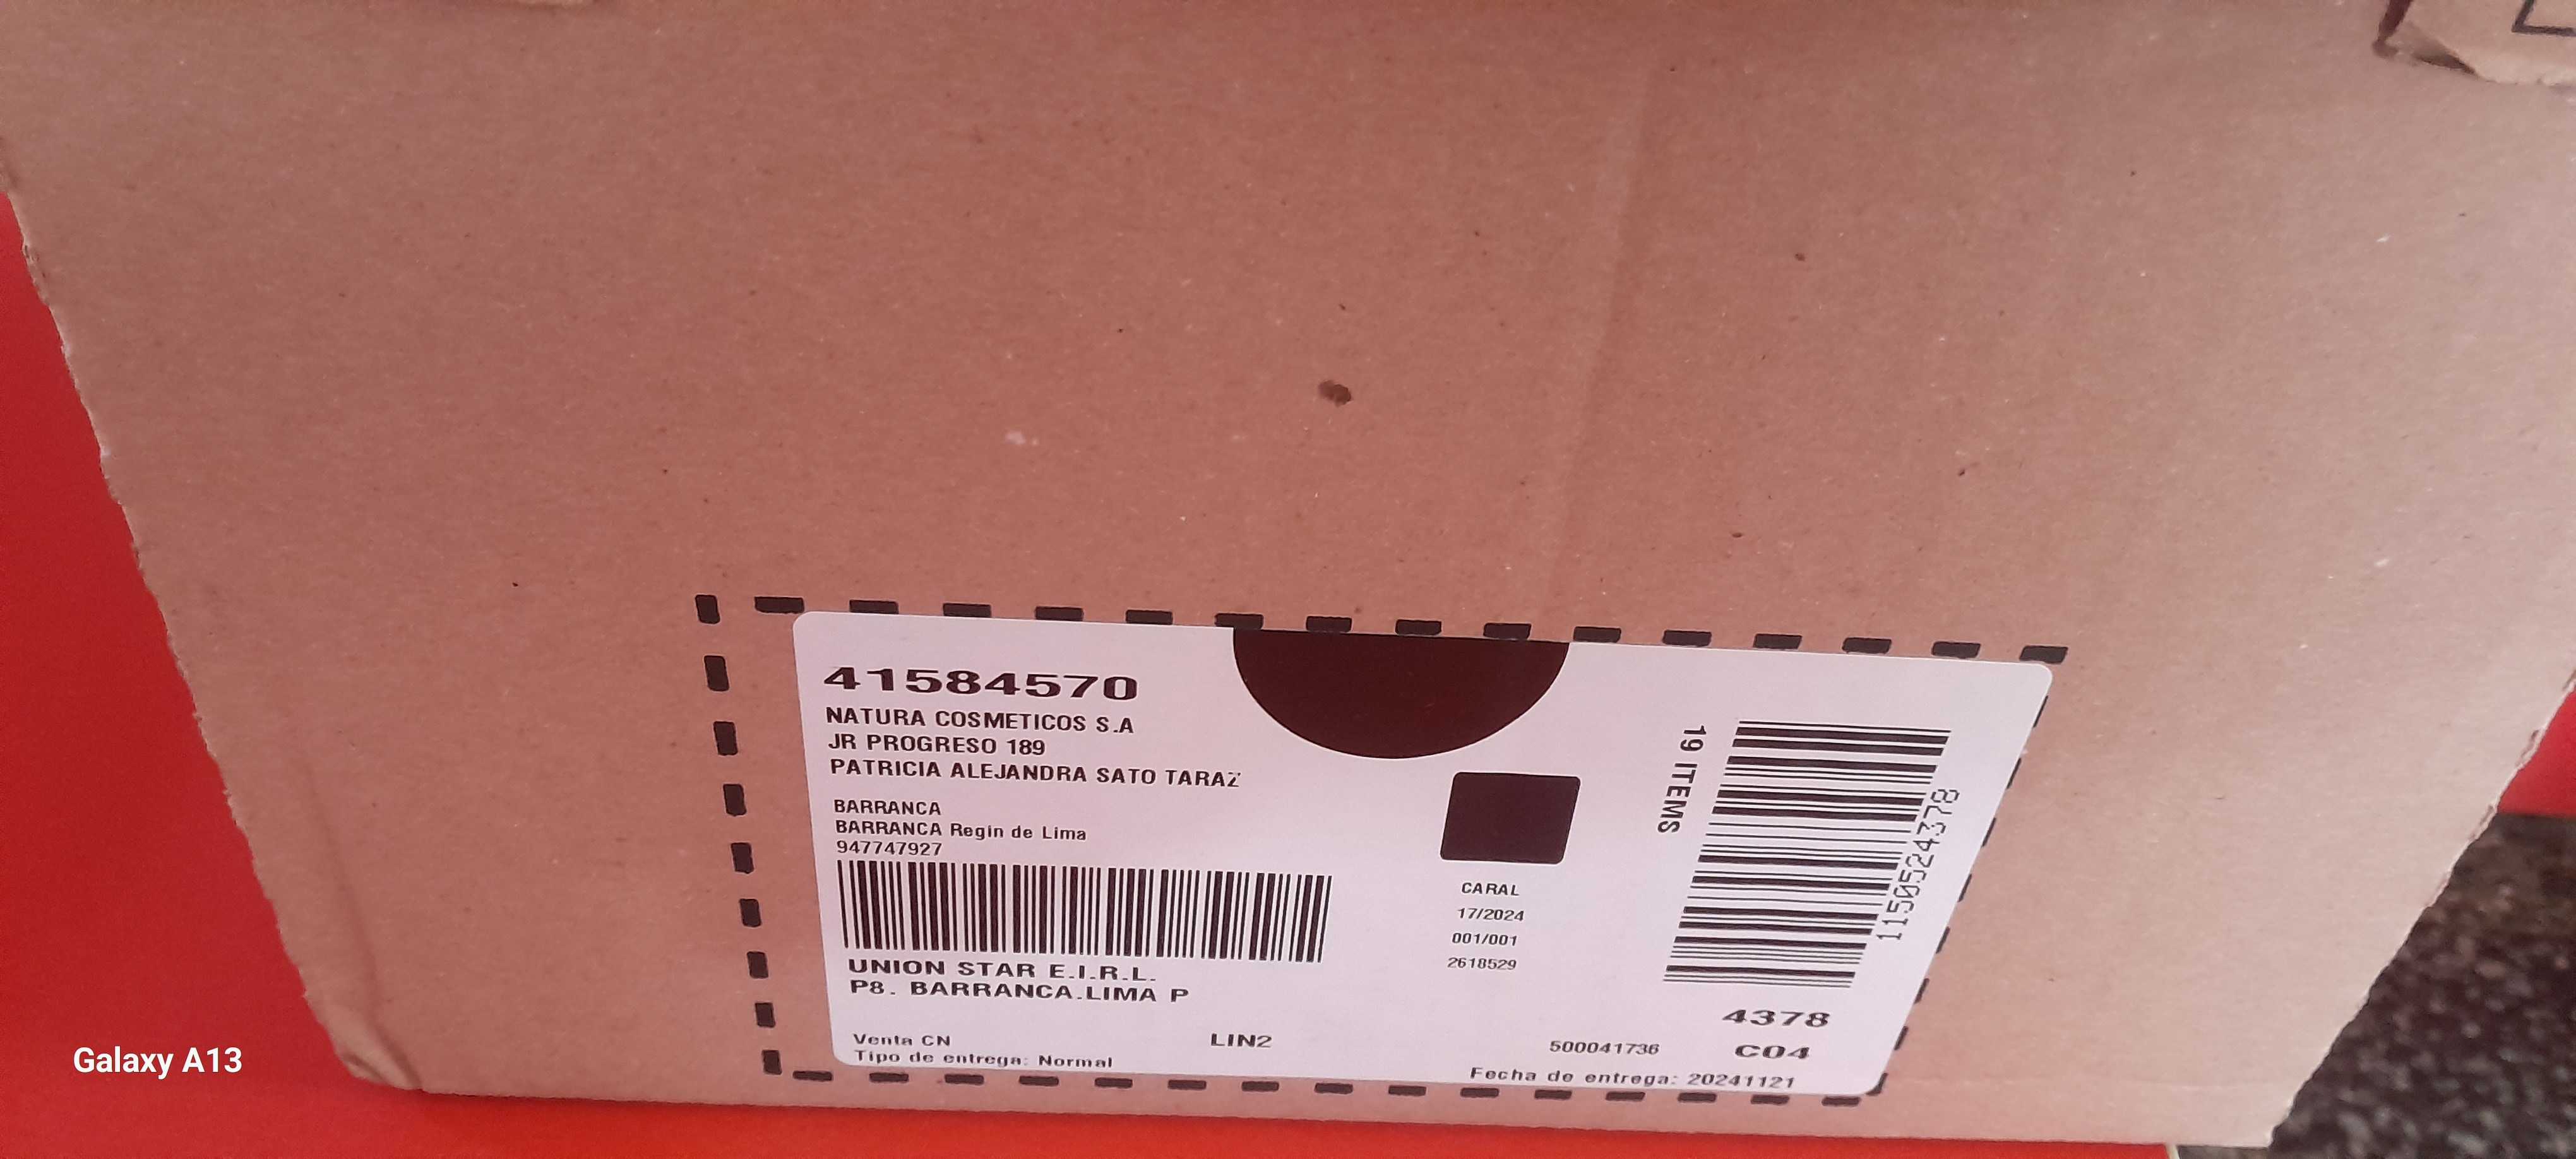 41584570
NATURA COSMETICOS S.A
JR PROGRESO 189
PATRICIA ALEJANDRA SATO TARAZ
BARRANCA
BARRANCA Regin de Lima
947747927
UNION STAR E.I.R.L.
P8. BARRANCA.LIMA P
Venta CN
Tipo de entrega: Normal
LIN2
CARAL
17/2024
001/001
2618529
19 ITEMS
1150524378
4378
500041736
C04
Fecha de entrega: 20241121
Galaxy A13